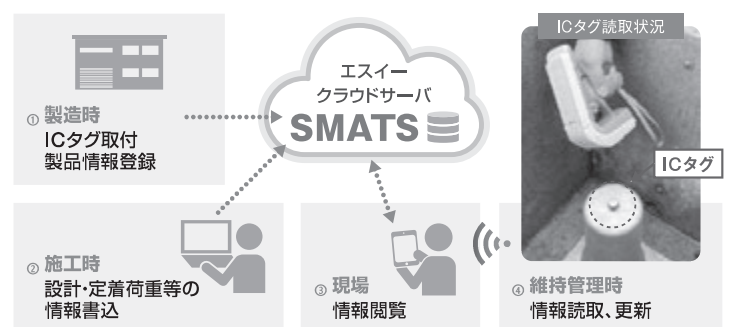 エスイー
クラウドサーバ
SMATS
① 製造時
ICタグ取付
製品情報登録
② 施工時
設計・定着荷重等の
情報書込
③ 現場
情報閲覧
④ 維持管理時
情報読取、更新
ICタグ読取状況
ICタグ